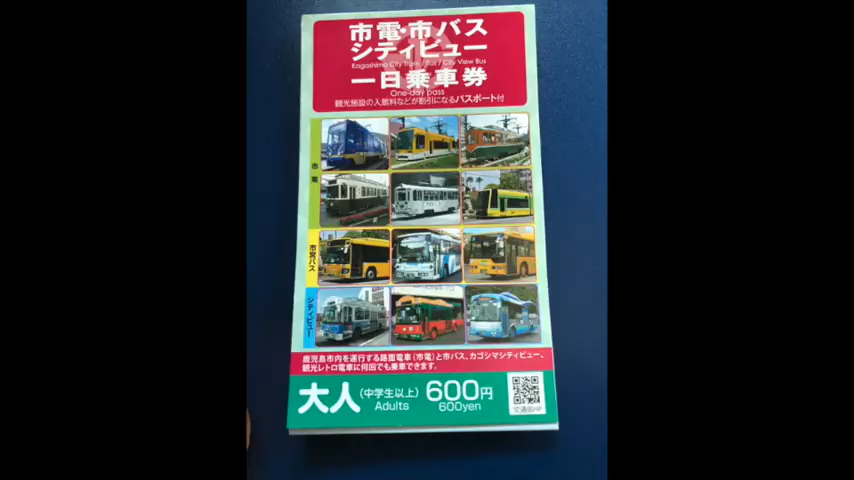 市電・市バス
シティビュー
Kagoshima City Tram / Bus / City View Bus
一日乗車券
One-day pass
観光施設の入館料などが割引になるパスポート付
市電
市営バス
シティビュー
鹿児島市内を運行する路面電車(市電)と市バス、カゴシマシティビュー、
観光レトロ電車に何回でも乗車できます。
大人(中学生以上)600円
Adults 600yen
交通局HP